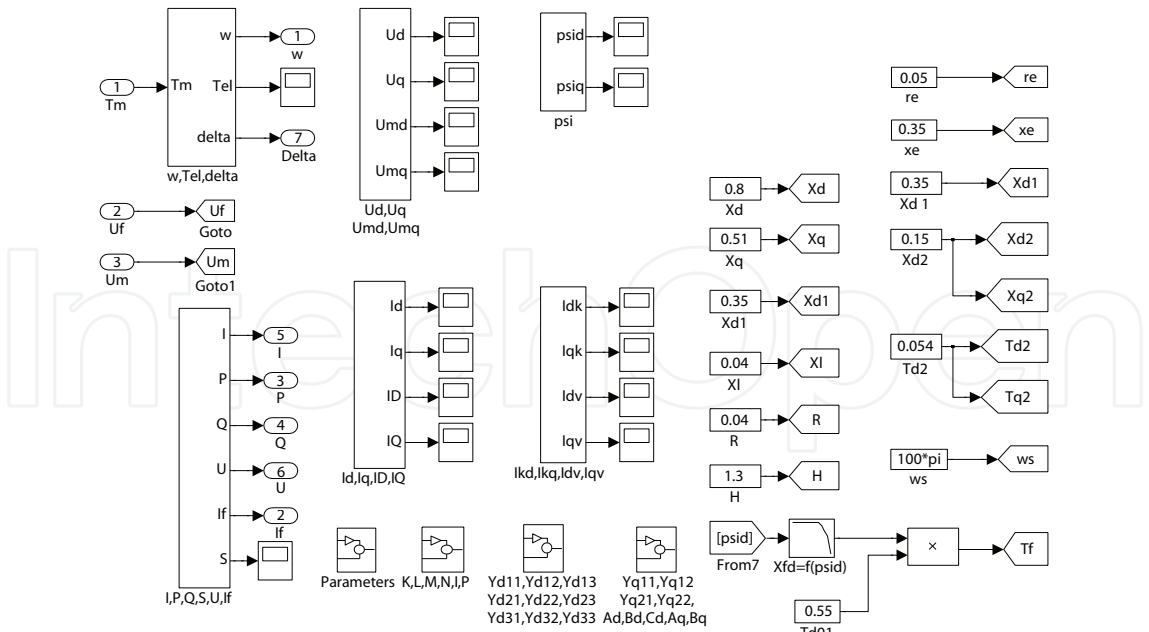 w
Tm
Tel
delta
1
Tm
1
w
7
Delta
w,Tel,delta
2
Uf
Uf
Goto
3
Um
Um
Goto1
Ud
Uq
Umd
Umq
Ud,Uq
Umd,Umq
psid
psiq
psi
I
P
Q
U
If
S
5
I
3
P
4
Q
6
U
2
If
I,P,Q,S,U,If
Id
Iq
ID
IQ
Id,Iq,ID,IQ
Idk
Iqk
Idv
Iqv
Ikd,Ikq,Idv,Iqv
Parameters
K,L,M,N,I,P
Yd11,Yd12,Yd13
Yd21,Yd22,Yd23
Yd31,Yd32,Yd33
Yq11,Yq12
Yq21,Yq22,
Ad,Bd,Cd,Aq,Bq
0.8
Xd
Xd
0.51
Xq
Xq
0.35
Xd1
Xd1
0.04
Xl
Xl
0.04
R
R
1.3
H
H
0.05
re
re
0.35
xe
xe
0.35
Xd1
Xd 1
0.15
Xd2
Xd2
Xq2
0.054
Td2
Td2
Tq2
100*pi
ws
ws
[psid]
From7
Xfd=f(psid)
×
Tf
0.55
Td01
IntechOpen